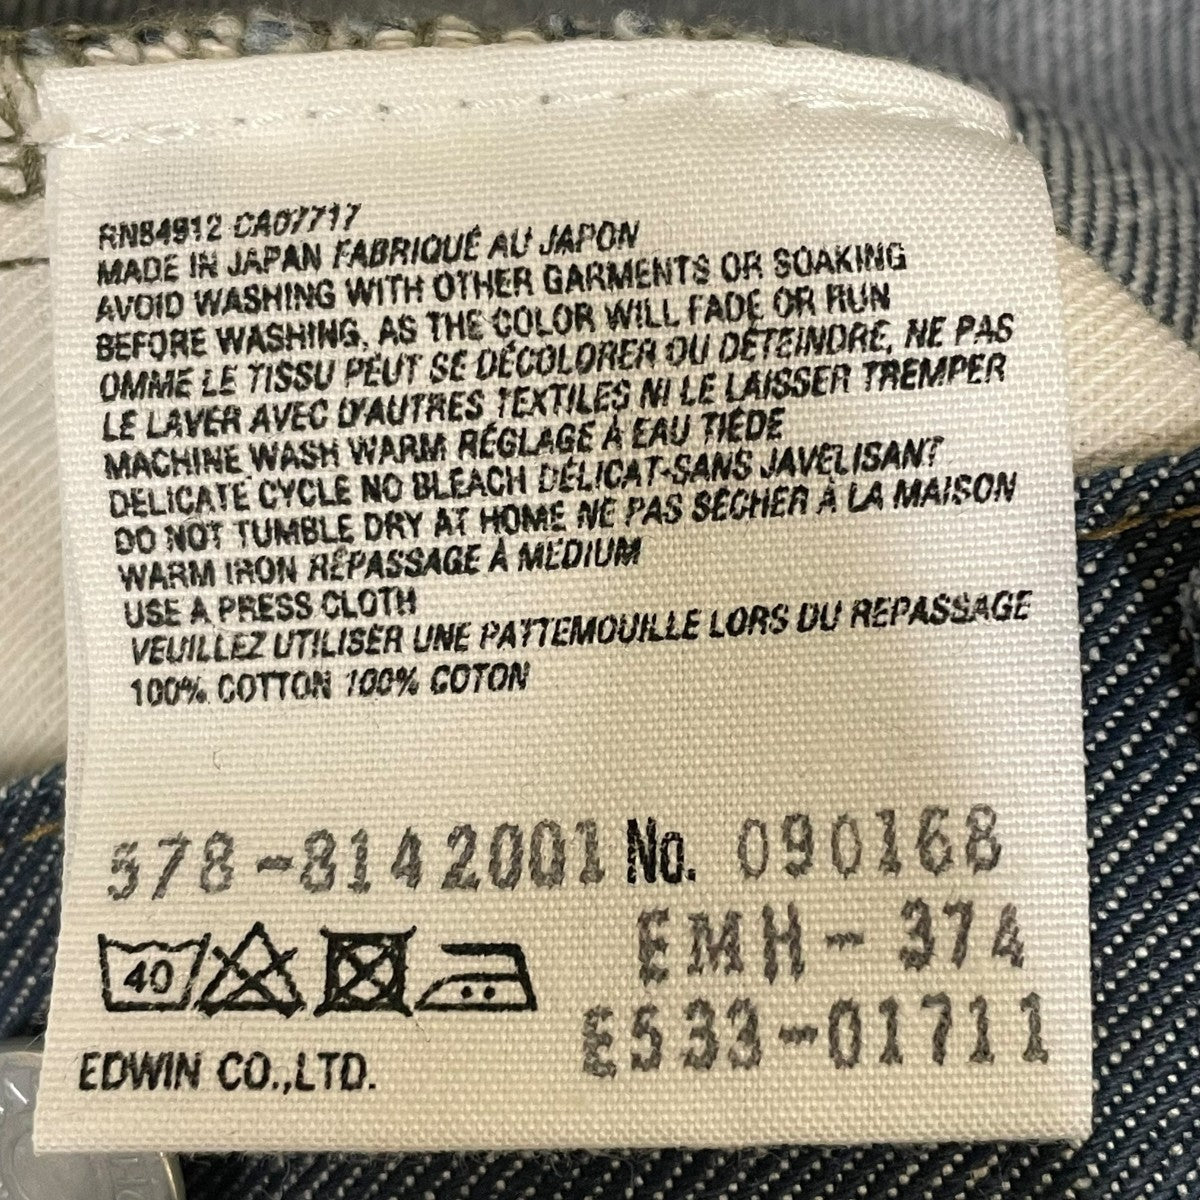 RN84912 CA07717
MADE IN JAPAN FABRIQUÉ AU JAPON
AVOID WASHING WITH OTHER GARMENTS OR SOAKING
BEFORE WASHING, AS THE COLOR WILL FADE OR RUN
OMME LE TISSU PEUT SE DÉCOLORER OU DÉTEINDRE, NE PAS
LE LAVER AVEC D'AUTRES TEXTILES NI LE LAISSER TREMPER
MACHINE WASH WARM RÉGLAGE À EAU TIÉDE
DELICATE CYCLE NO BLEACH DÉLICAT-SANS JAVELISANT
DO NOT TUMBLE DRY AT HOME NE PAS SECHER À LA MAISON
WARM IRON RÉPASSAGE À MEDIUM
USE A PRESS CLOTH
VEUILLEZ UTILISER UNE PATTEMOUILLE LORS DU REPASSAGE
100% COTTON 100% COTON
578-8142001 No. 090168
EMH-374
40
E533-01711
EDWIN CO.,LTD.